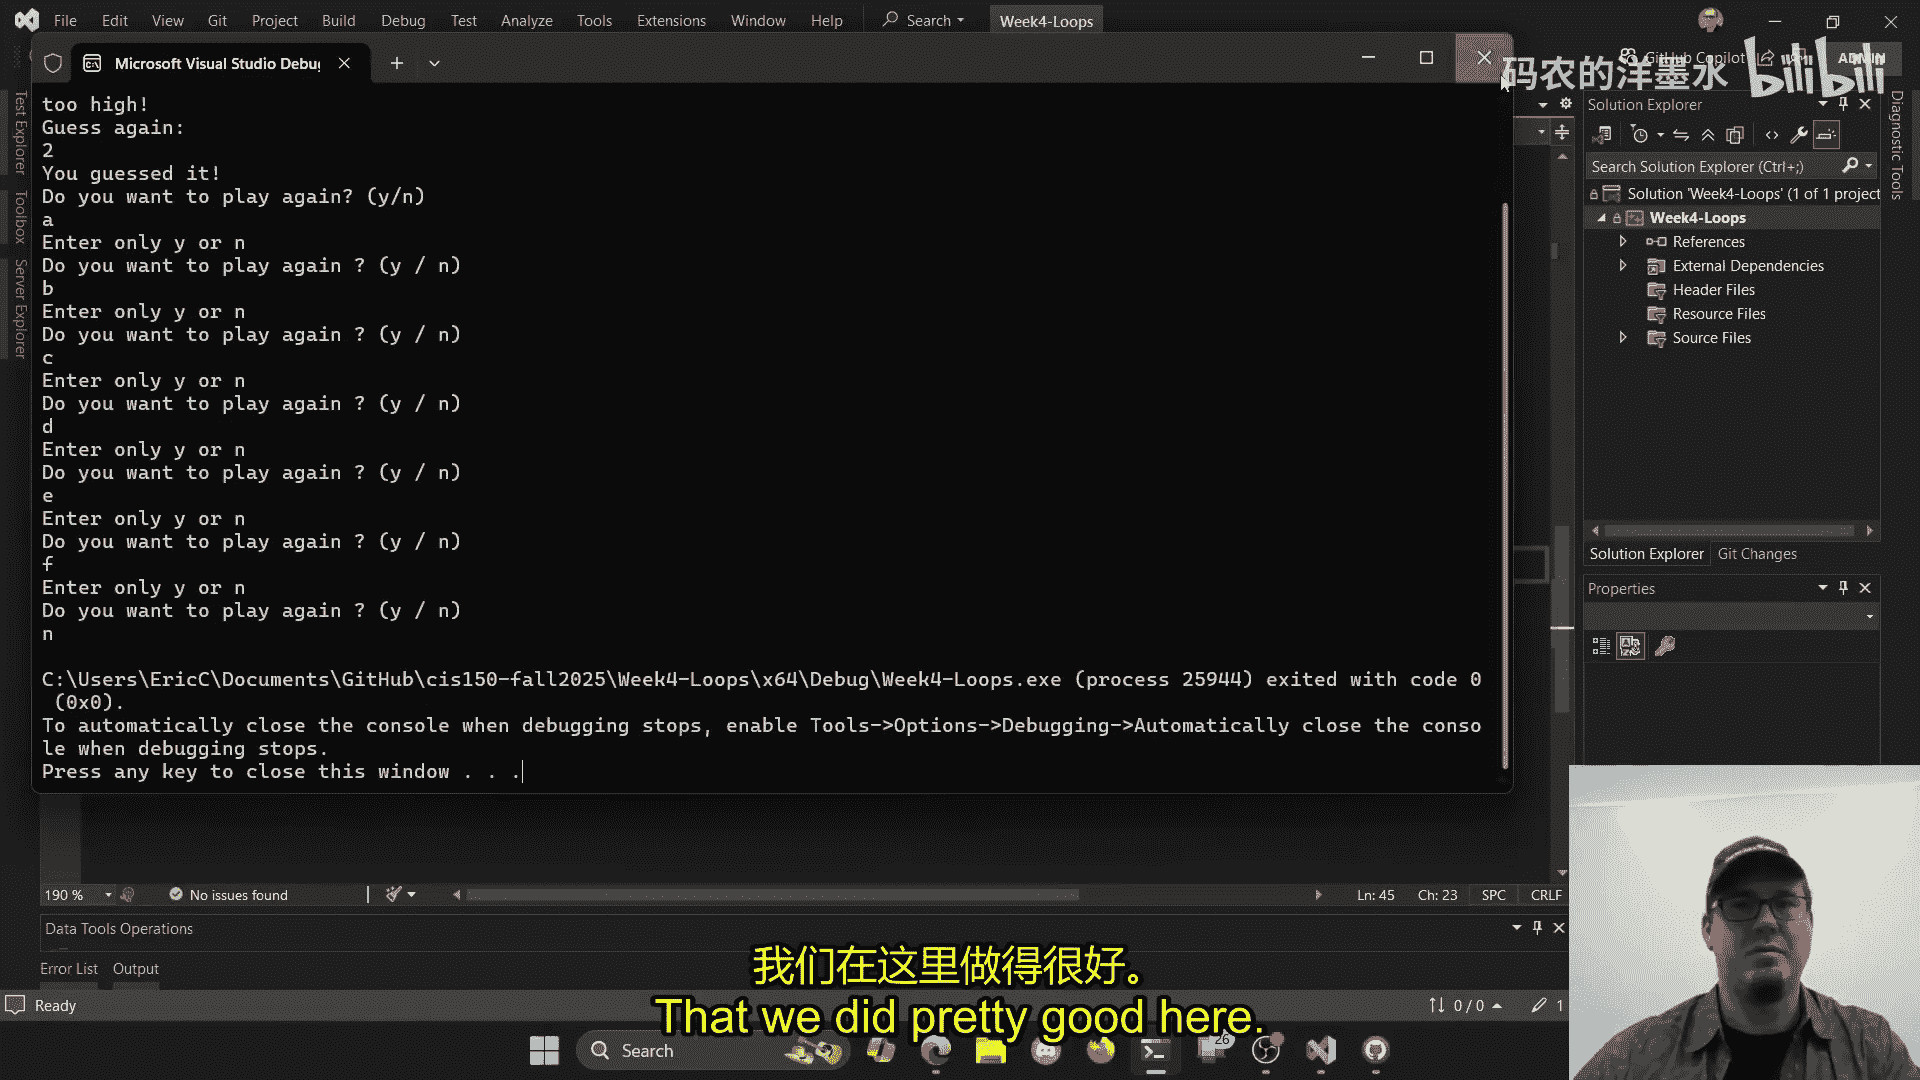 File Edit View Git Project Build Debug Test Analyze Tools Extensions Window Help Search Week4-Loops
Microsoft Visual Studio Debu
GitHub Copilot
ADMIN
码农的洋墨水 bilibili
too high!
Guess again:
2
You guessed it!
Do you want to play again? (y/n)
a
Enter only y or n
Do you want to play again ? (y / n)
b
Enter only y or n
Do you want to play again ? (y / n)
c
Enter only y or n
Do you want to play again ? (y / n)
d
Enter only y or n
Do you want to play again ? (y / n)
e
Enter only y or n
Do you want to play again ? (y / n)
f
Enter only y or n
Do you want to play again ? (y / n)
n
C:\Users\EricC\Documents\GitHub\cis150-fall2025\Week4-Loops\x64\Debug\Week4-Loops.exe (process 25944) exited with code 0
(0x0).
To automatically close the console when debugging stops, enable Tools->Options->Debugging->Automatically close the conso
le when debugging stops.
Press any key to close this window . . .
Test Explorer
Toolbox
Server Explorer
Solution Explorer
Search Solution Explorer (Ctrl+;)
Solution 'Week4-Loops' (1 of 1 project
Week4-Loops
References
External Dependencies
Header Files
Resource Files
Source Files
Solution Explorer Git Changes
Properties
Diagnostic Tools
190 % No issues found Ln: 45 Ch: 23 SPC CRLF
Data Tools Operations
Error List Output
Ready 0 / 0 1
我们在这里做得很好。
That we did pretty good here.
Search
26